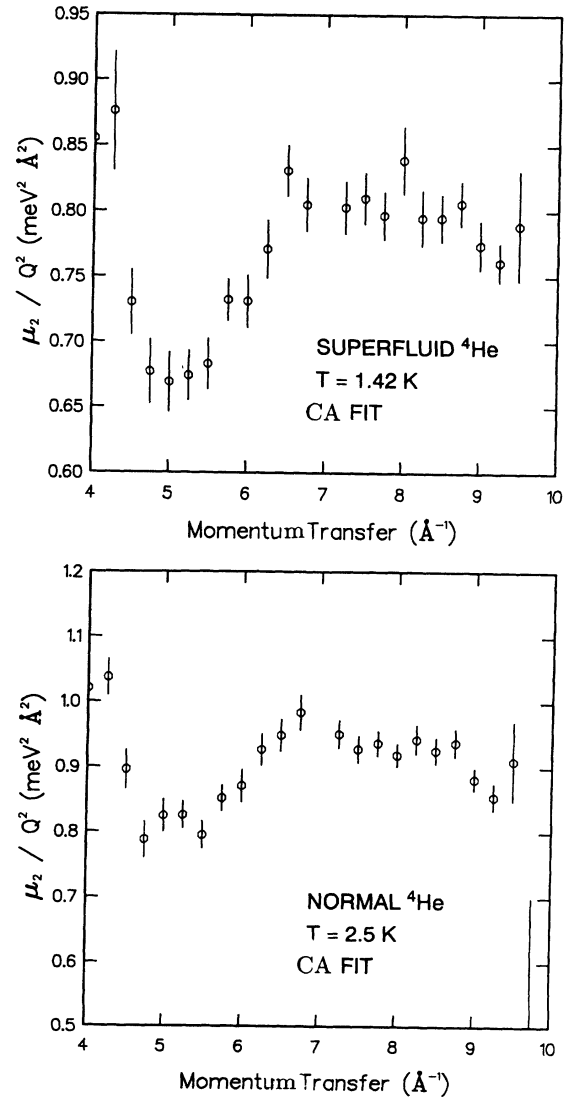 0.95
0.90
0.85
0.80
0.75
0.70
0.65
0.60
μ₂ / Q² (meV² Å²)
SUPERFLUID ⁴He
T = 1.42 K
CA FIT
4 5 6 7 8 9 10
Momentum Transfer (Å⁻¹)
1.2
1.1
1.0
0.9
0.8
0.7
0.6
0.5
μ₂ / Q² (meV² Å²)
NORMAL ⁴He
T = 2.5 K
CA FIT
4 5 6 7 8 9 10
Momentum Transfer (Å⁻¹)